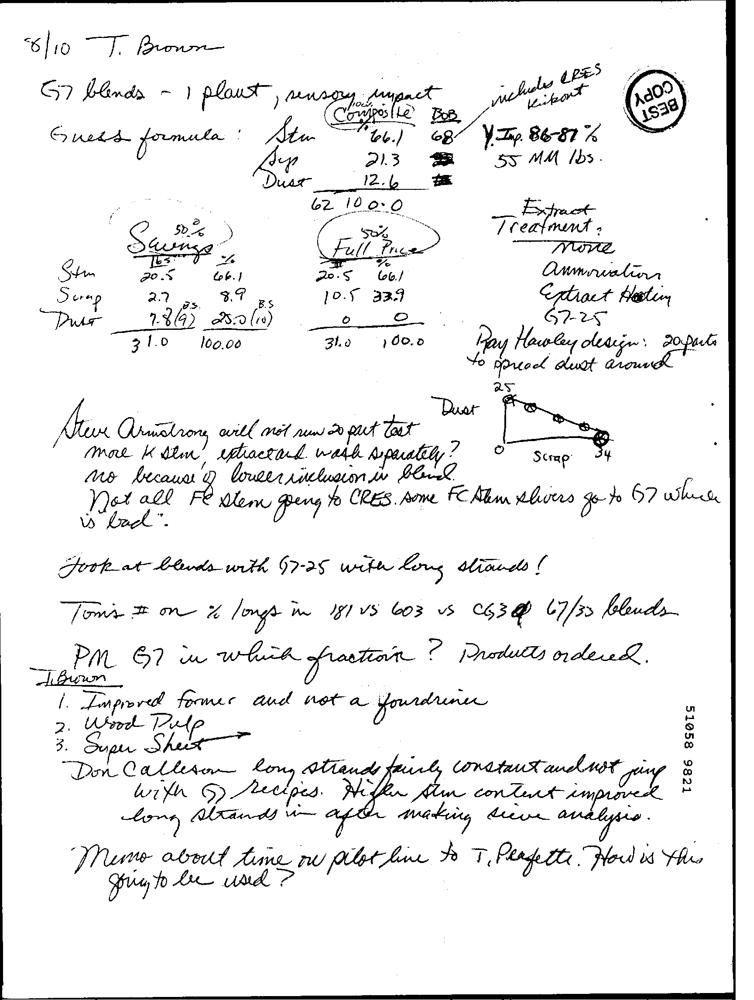 8/10 T. Brown
G7 blends - 1 plant, sensory impact
includes CRES
Composite BOB
BEST COPY
Guess formula: Stm 66.1 68 Y. Imp. 86-87%
21.3 55 MM lbs.
Dust 12.6
62 100.0
Extract
Treatment:
none
50% 50%
Savings Full Price
lbs % # %
Stm 20.5 66.1 20.5 66.1 Ammoniation
Scrap 2.7 8.9 10.5 33.9 Extract
Dust 7.8(9) B.S. 25.0(10) B.S. 0 0 G7-25
31.0 100.00 31.0 100.0 Ray Hawley design: 20 parts
to spread dust around
25
Dust
0 Scrap 34
Steve Armstrong will not run 20 part test
more K stem, extract and wash separately?
no because of lower inclusion in blend.
Not all FC stem going to CRES. some FC stem slivers go to G7 which
is bad".
Look at blends with G7-25 with long strands!
Tom's # on % longs in 181 vs 603 vs CG3 @ 67/33 blends
PM G7 in which fraction? Products ordered.
T. Brown
1. Improved former and not a fourdrinier
2. Wood Pulp
3. Super Sheet
Don Calleson long strands fairly constant and not
with G7 recipes. Higher stm content improved
long strands in after making sieve analysis.
Memo about time on pilot line to T. Perfetti. How is this
going to be used?
51058 9821